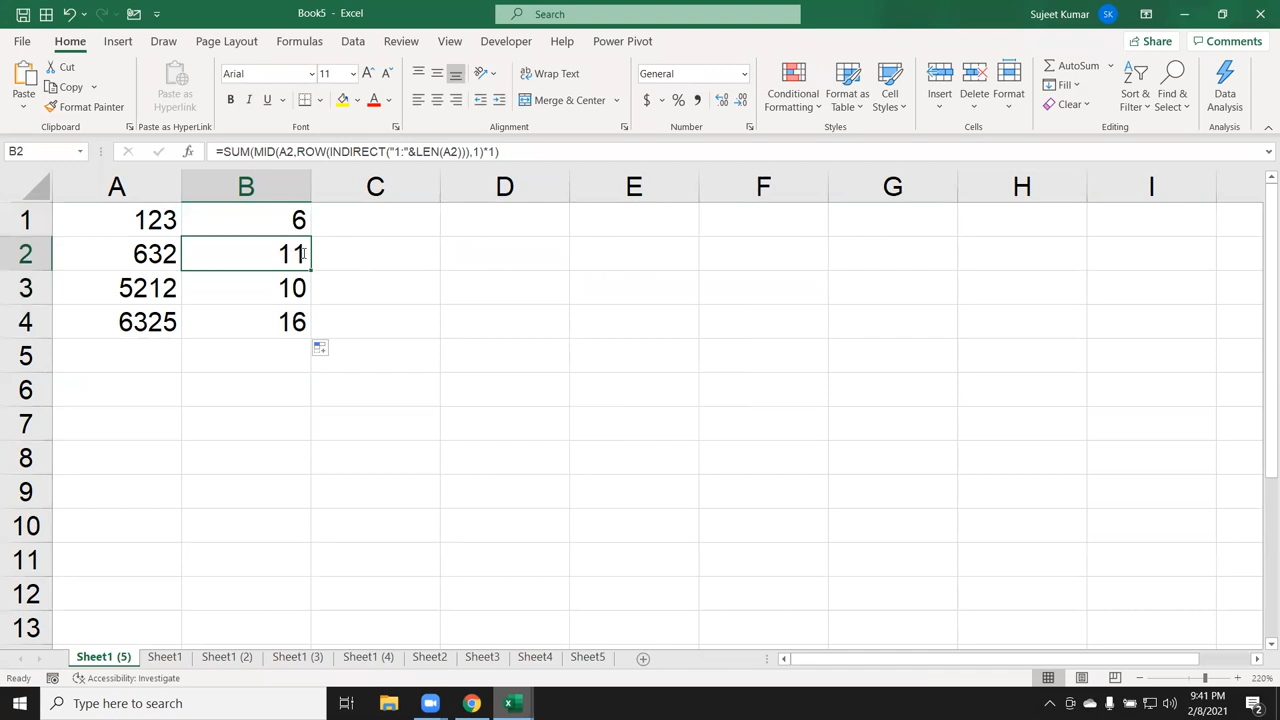 Book5 - Excel
Search
Sujeet Kumar
SK
File Home Insert Draw Page Layout Formulas Data Review View Developer Help Power Pivot
Share
Comments
Paste
Cut
Copy
Format Painter
Clipboard
Paste as Hyperlink
Paste as HyperLink
Arial
11
B I U
Font
Wrap Text
Merge & Center
Alignment
General
$ % 9
Number
Conditional Formatting
Format as Table
Cell Styles
Styles
Insert
Delete
Format
Cells
AutoSum
Fill
Clear
Sort & Filter
Find & Select
Editing
Data Analysis
Analysis
B2
fx
=SUM(MID(A2,ROW(INDIRECT("1:"&LEN(A2))),1)*1)
A B C D E F G H I
1 123 6
2 632 11
3 5212 10
4 6325 16
5
6
7
8
9
10
11
12
13
Sheet1 (5) Sheet1 Sheet1 (2) Sheet1 (3) Sheet1 (4) Sheet2 Sheet3 Sheet4 Sheet5
Ready
Accessibility: Investigate
220%
Type here to search
9:41 PM
2/8/2021
2